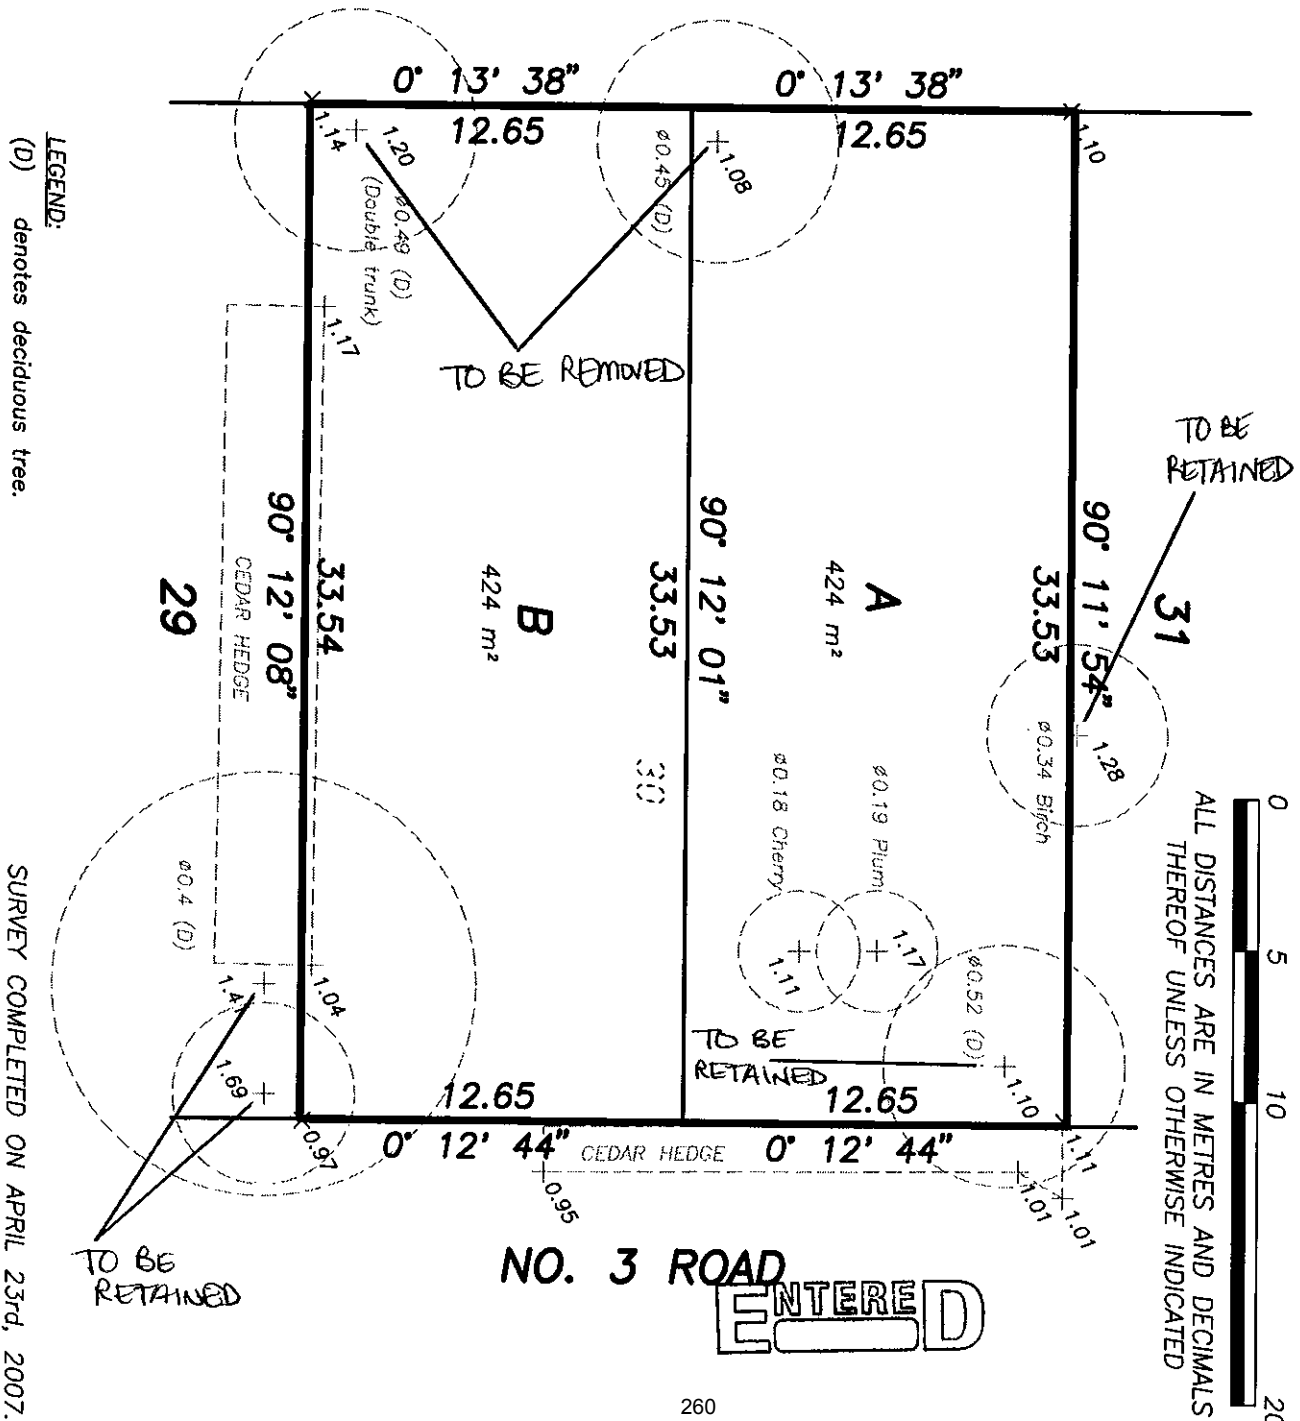 0° 13' 38"
0° 13' 38"
12.65
12.65
1.14
1.20
ø0.49 (D)
(Double trunk)
ø0.45 (D)
1.08
1.10
LEGEND:
(D) denotes deciduous tree.
1.17
TO BE REMOVED
TO BE
RETAINED
90° 12' 08"
33.54
CEDAR HEDGE
29
B
424 m²
90° 12' 01"
33.53
A
424 m²
90° 11' 54"
33.53
31
30
ø0.18 Cherry
ø0.19 Plum
ø0.34 Birch
1.28
1.11
1.17
ø0.52 (D)
ø0.4 (D)
1.4
1.04
1.69
TO BE
RETAINED
1.10
12.65
12.65
0.97
0° 12' 44"
CEDAR HEDGE
0° 12' 44"
1.11
0.95
1.01
1.01
TO BE
RETAINED
NO. 3 ROAD
ENTERED
0 5 10 20
ALL DISTANCES ARE IN METRES AND DECIMALS
THEREOF UNLESS OTHERWISE INDICATED
SURVEY COMPLETED ON APRIL 23rd, 2007.
260